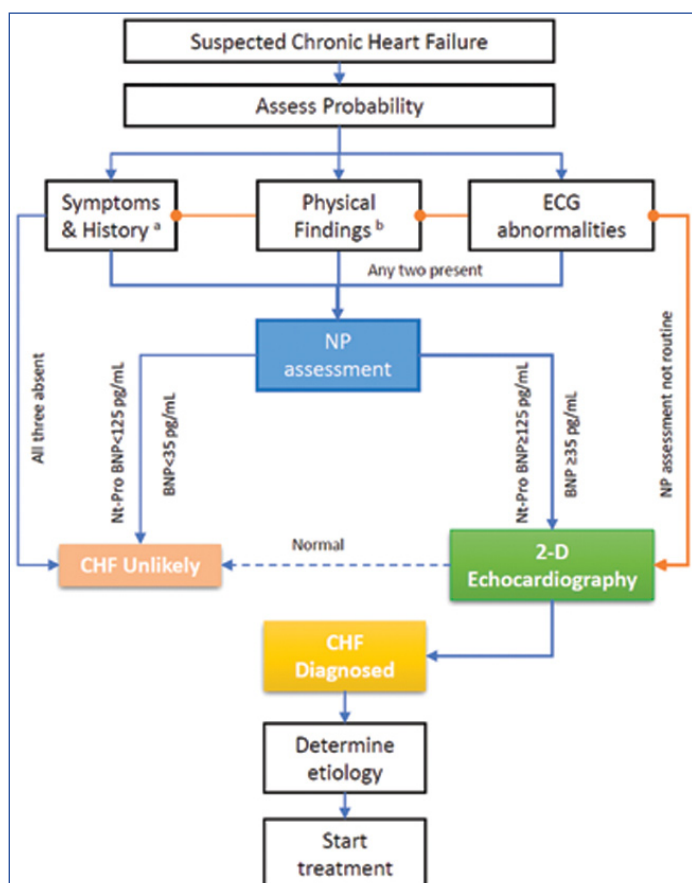 Suspected Chronic Heart Failure
Assess Probability
Symptoms
& History a
Physical
Findings b
ECG
abnormalities
Any two present
NP
assessment
All three absent
Nt-Pro BNP<125 pg/mL
BNP<35 pg/mL
Nt-Pro BNP≥125 pg/mL
BNP ≥35 pg/mL
NP assessment not routine
CHF Unlikely
Normal
2-D
Echocardiography
CHF
Diagnosed
Determine
etiology
Start
treatment